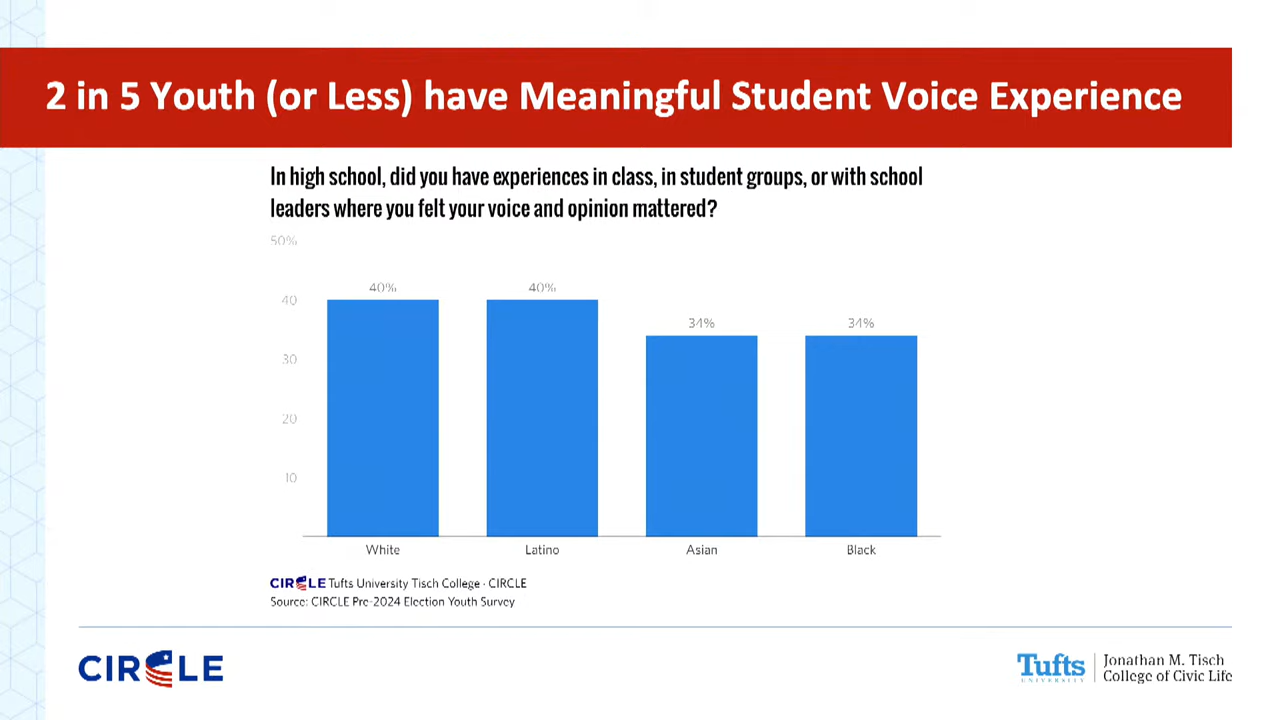 2 in 5 Youth (or Less) have Meaningful Student Voice Experience
In high school, did you have experiences in class, in student groups, or with school
leaders where you felt your voice and opinion mattered?
50%
40
30
20
10
40%
40%
34%
34%
White
Latino
Asian
Black
CIRCLE Tufts University Tisch College · CIRCLE
Source: CIRCLE Pre-2024 Election Youth Survey
CIRCLE
Tufts
UNIVERSITY
Jonathan M. Tisch
College of Civic Life